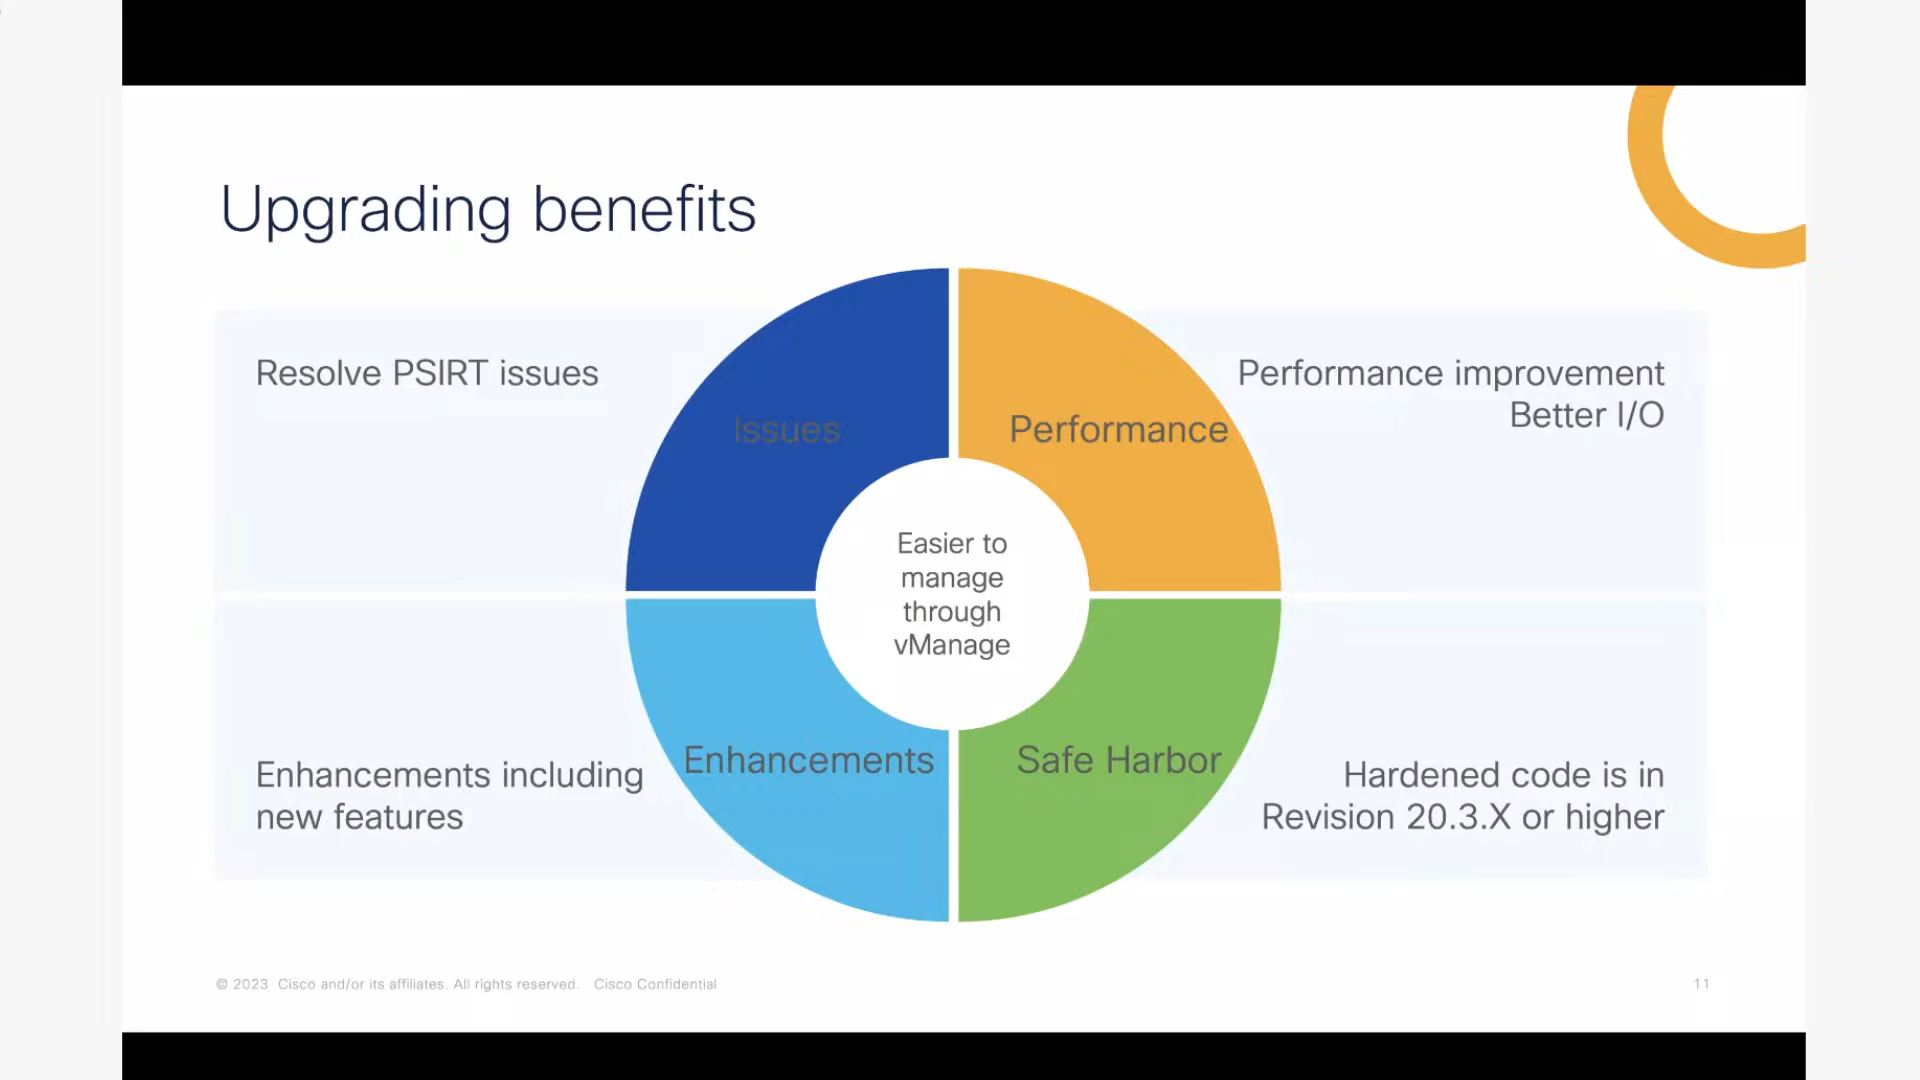 Upgrading benefits
Resolve PSIRT issues
Issues
Performance
Performance improvement
Better I/O
Easier to
manage
through
vManage
Enhancements including
new features
Enhancements
Safe Harbor
Hardened code is in
Revision 20.3.X or higher
© 2023 Cisco and/or its affiliates. All rights reserved. Cisco Confidential
11